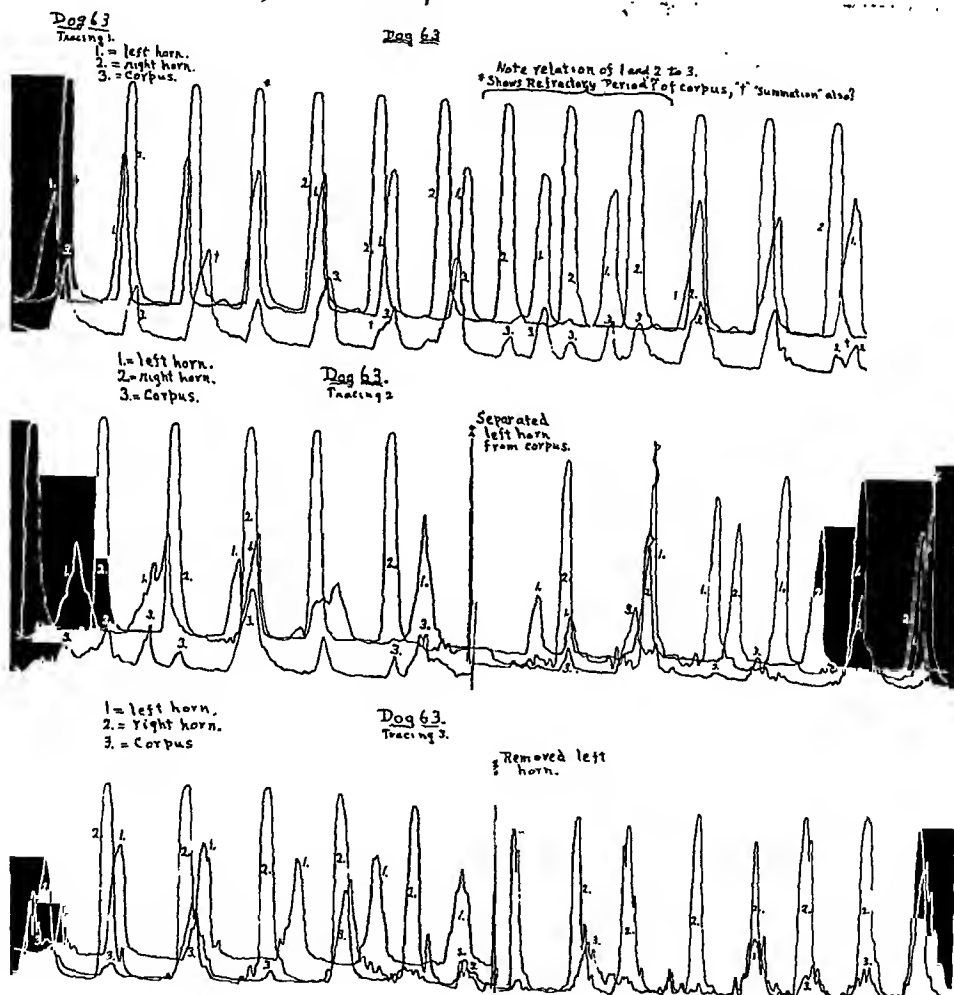 Dog 63
Tracing 1.
1. = left horn.
2. = right horn.
3. = Corpus.
Dog 63
Note relation of 1 and 2 to 3.
* Shows Refractory Period? of corpus, "†" "Summation" also?
1. = left horn.
2. = right horn.
3. = Corpus.
Dog 63.
Tracing 2
Separated
left horn
from corpus.
1 = left horn.
2. = right horn.
3. = Corpus
Dog 63.
Tracing 3.
Removed left
horn.